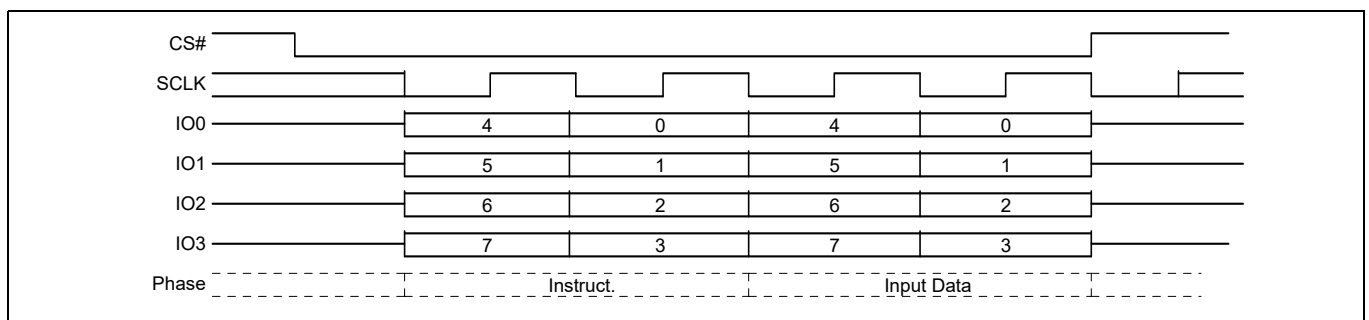 CS#
SCLK
IO0 4 0 4 0
IO1 5 1 5 1
IO2 6 2 6 2
IO3 7 3 7 3
Phase Instruct. Input Data